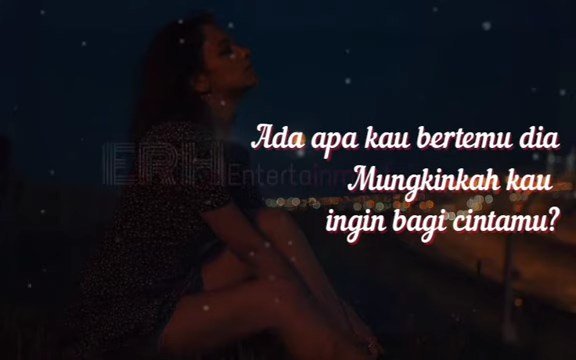 Ada apa kau bertemu dia
Mungkinkah kau
ingin bagi cintamu?
ERH Entertainment